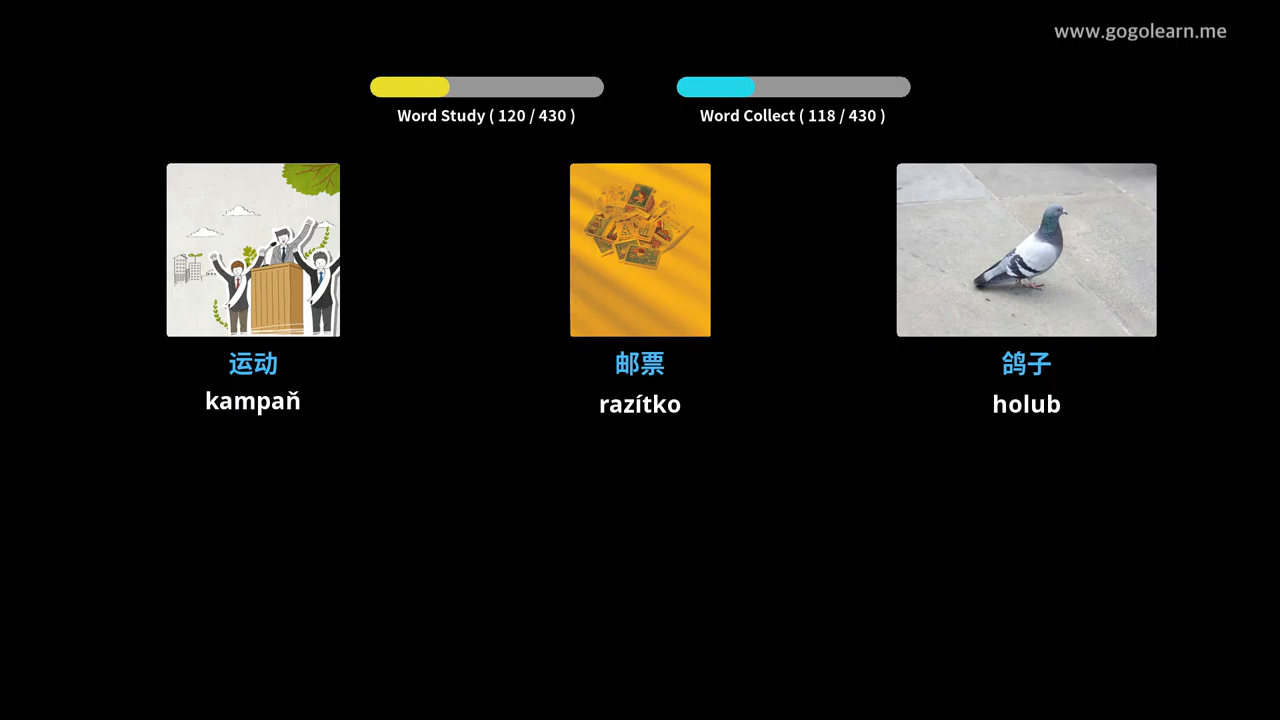 www.gogolearn.me
Word Study ( 120 / 430 )
Word Collect ( 118 / 430 )
运动
邮票
鸽子
kampaň
razítko
holub